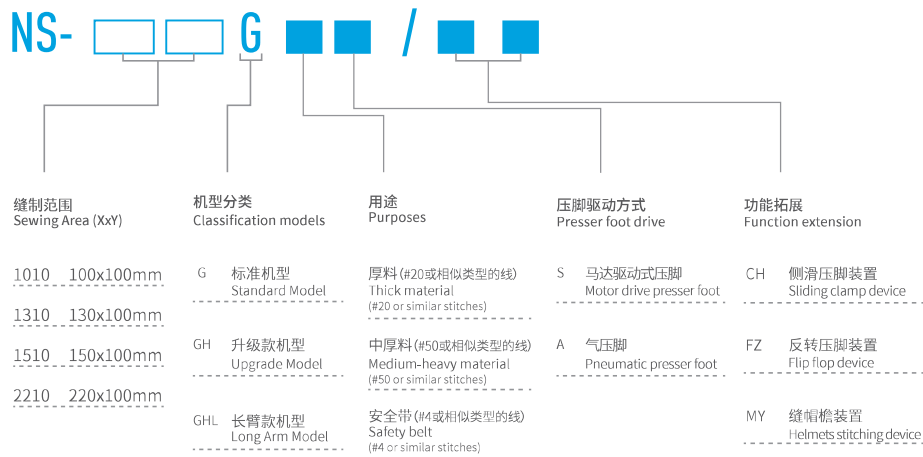 NS- G /
缝制范围
Sewing Area (XxY)
1010 100x100mm
1310 130x100mm
1510 150x100mm
2210 220x100mm
机型分类
Classification models
G 标准机型
Standard Model
GH 升级款机型
Upgrade Model
GHL 长臂款机型
Long Arm Model
用途
Purposes
厚料(#20或相似类型的线)
Thick material
(#20 or similar stitches)
中厚料(#50或相似类型的线)
Medium-heavy material
(#50 or similar stitches)
安全带(#4或相似类型的线)
Safety belt
(#4 or similar stitches)
压脚驱动方式
Presser foot drive
S 马达驱动式压脚
Motor drive presser foot
A 气压脚
Pneumatic presser foot
功能拓展
Function extension
CH 侧滑压脚装置
Sliding clamp device
FZ 反转压脚装置
Flip flop device
MY 缝帽檐装置
Helmets stitching device